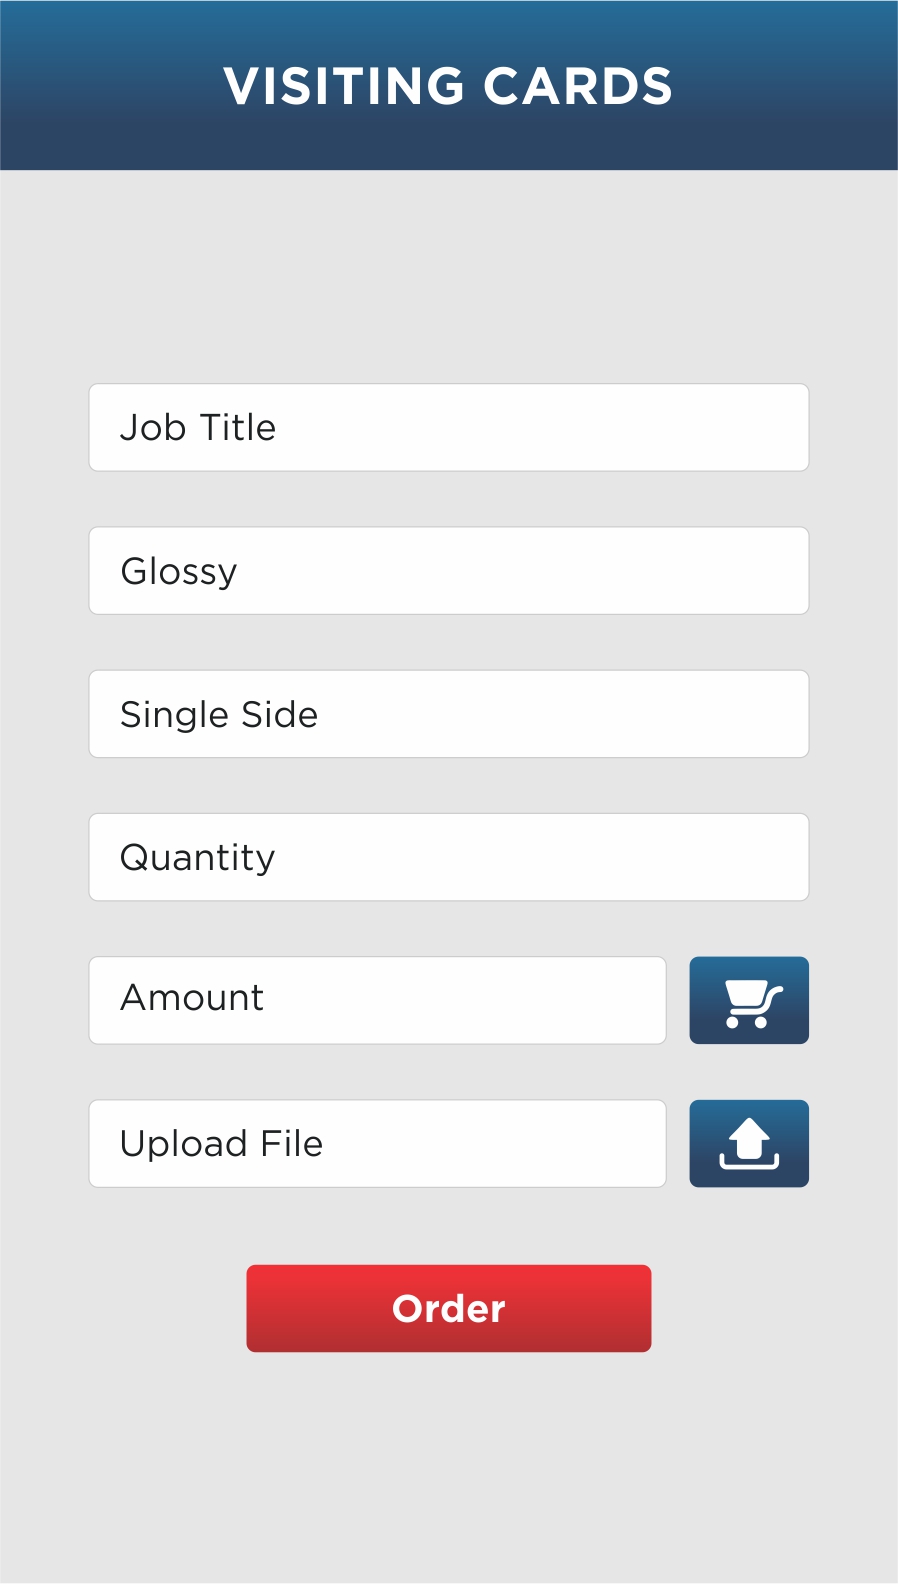 VISITING CARDS
Job Title
Glossy
Single Side
Quantity
Amount
Upload File
Order